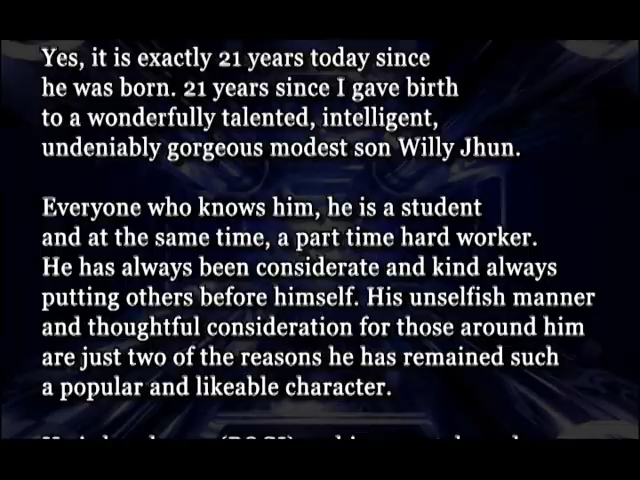 Yes, it is exactly 21 years today since
he was born. 21 years since I gave birth
to a wonderfully talented, intelligent,
undeniably gorgeous modest son Willy Jhun.
Everyone who knows him, he is a student
and at the same time, a part time hard worker.
He has always been considerate and kind always
putting others before himself. His unselfish manner
and thoughtful consideration for those around him
are just two of the reasons he has remained such
a popular and likeable character.